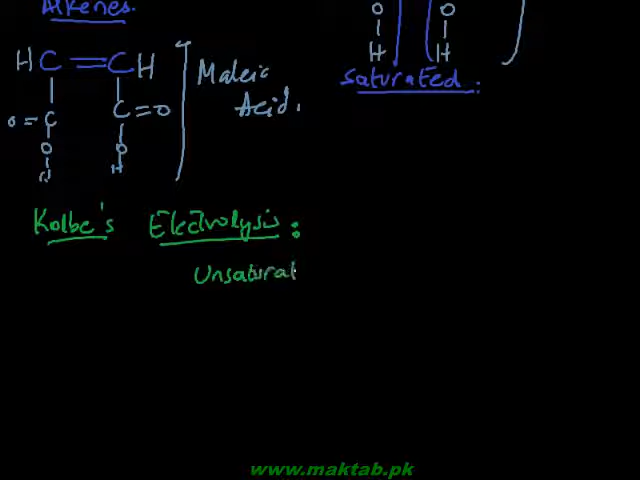 Alkenes.
O O
H H
saturated:
HC=CH
Maleic
Acid.
O=C C=O
O O
H H
Kolbe's Electrolysis:
Unsaturat
www.maktab.pk